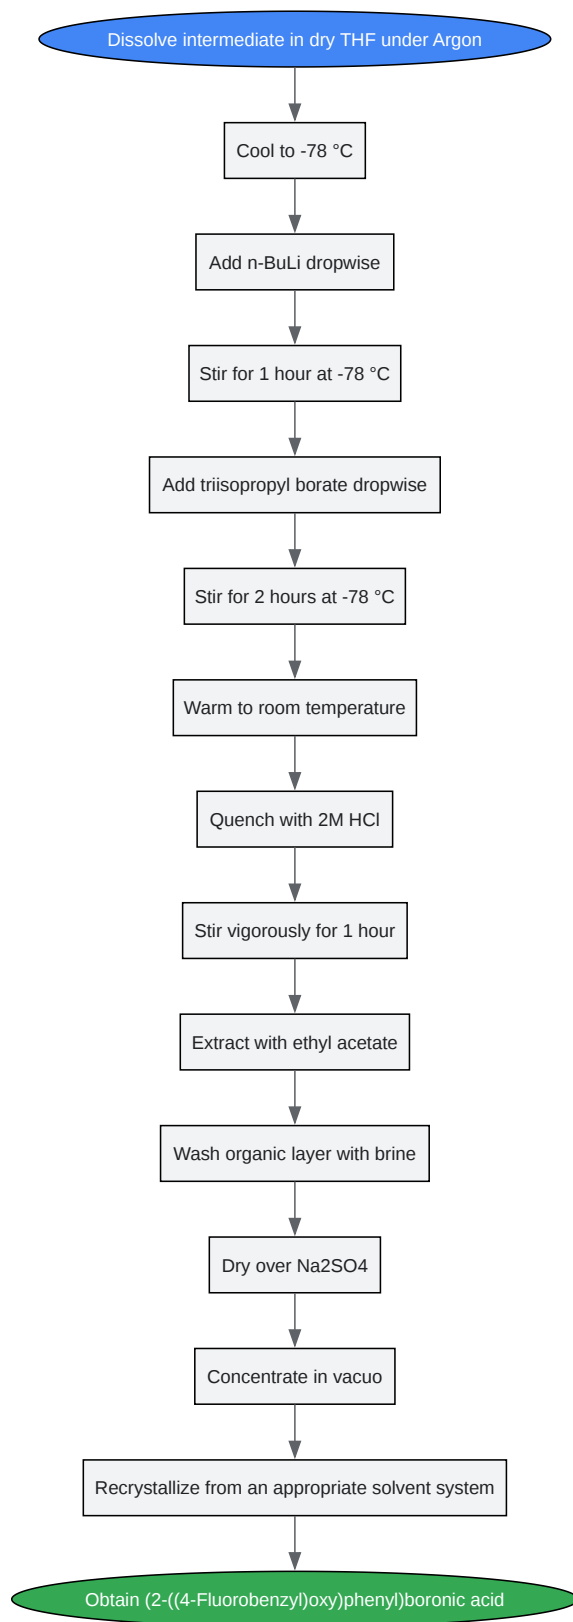 Dissolve intermediate in dry THF under Argon
Cool to -78 °C
Add n-BuLi dropwise
Stir for 1 hour at -78 °C
Add triisopropyl borate dropwise
Stir for 2 hours at -78 °C
Warm to room temperature
Quench with 2M HCl
Stir vigorously for 1 hour
Extract with ethyl acetate
Wash organic layer with brine
Dry over Na2SO4
Concentrate in vacuo
Recrystallize from an appropriate solvent system
Obtain (2-((4-Fluorobenzyl)oxy)phenyl)boronic acid